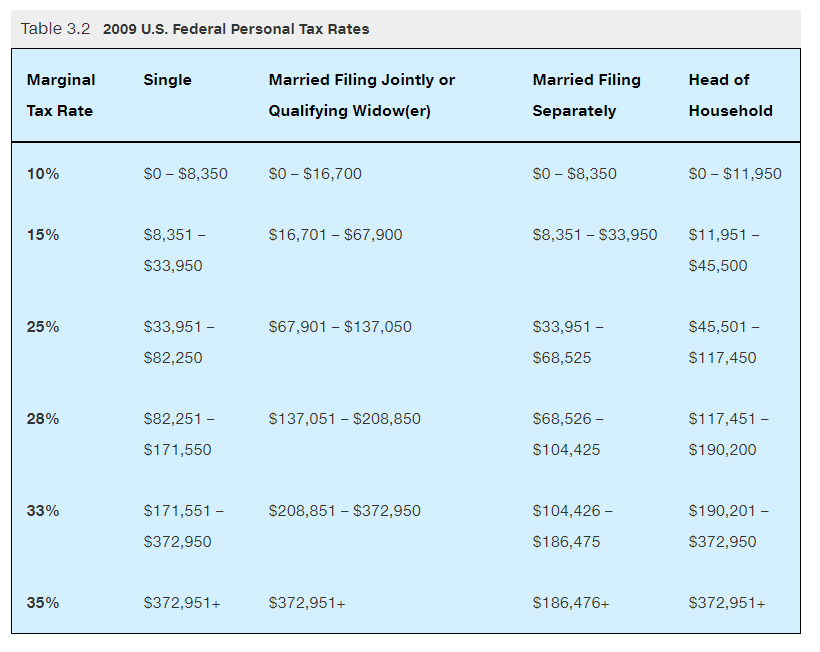 Table 3.2 2009 U.S. Federal Personal Tax Rates
Marginal Single Married Filing Jointly or Married Filing Head of
Tax Rate Qualifying Widow(er) Separately Household
10% $0 – $8,350 $0 – $16,700 $0 – $8,350 $0 – $11,950
15% $8,351 – $16,701 – $67,900 $8,351 – $33,950 $11,951 –
$33,950 $45,500
25% $33,951 – $67,901 – $137,050 $33,951 – $45,501 –
$82,250 $68,525 $117,450
28% $82,251 – $137,051 – $208,850 $68,526 – $117,451 –
$171,550 $104,425 $190,200
33% $171,551 – $208,851 – $372,950 $104,426 – $190,201 –
$372,950 $186,475 $372,950
35% $372,951+ $372,951+ $186,476+ $372,951+